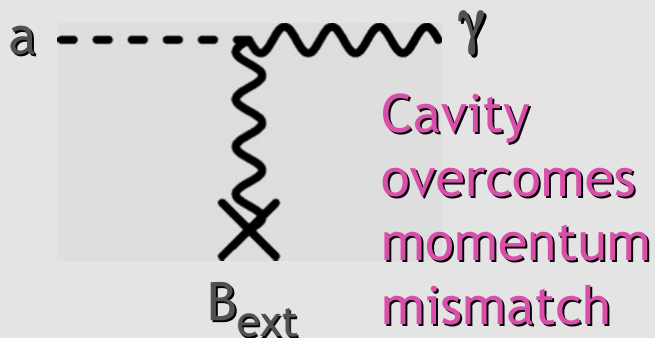 a
γ
Cavity
overcomes
momentum
mismatch
B_ext